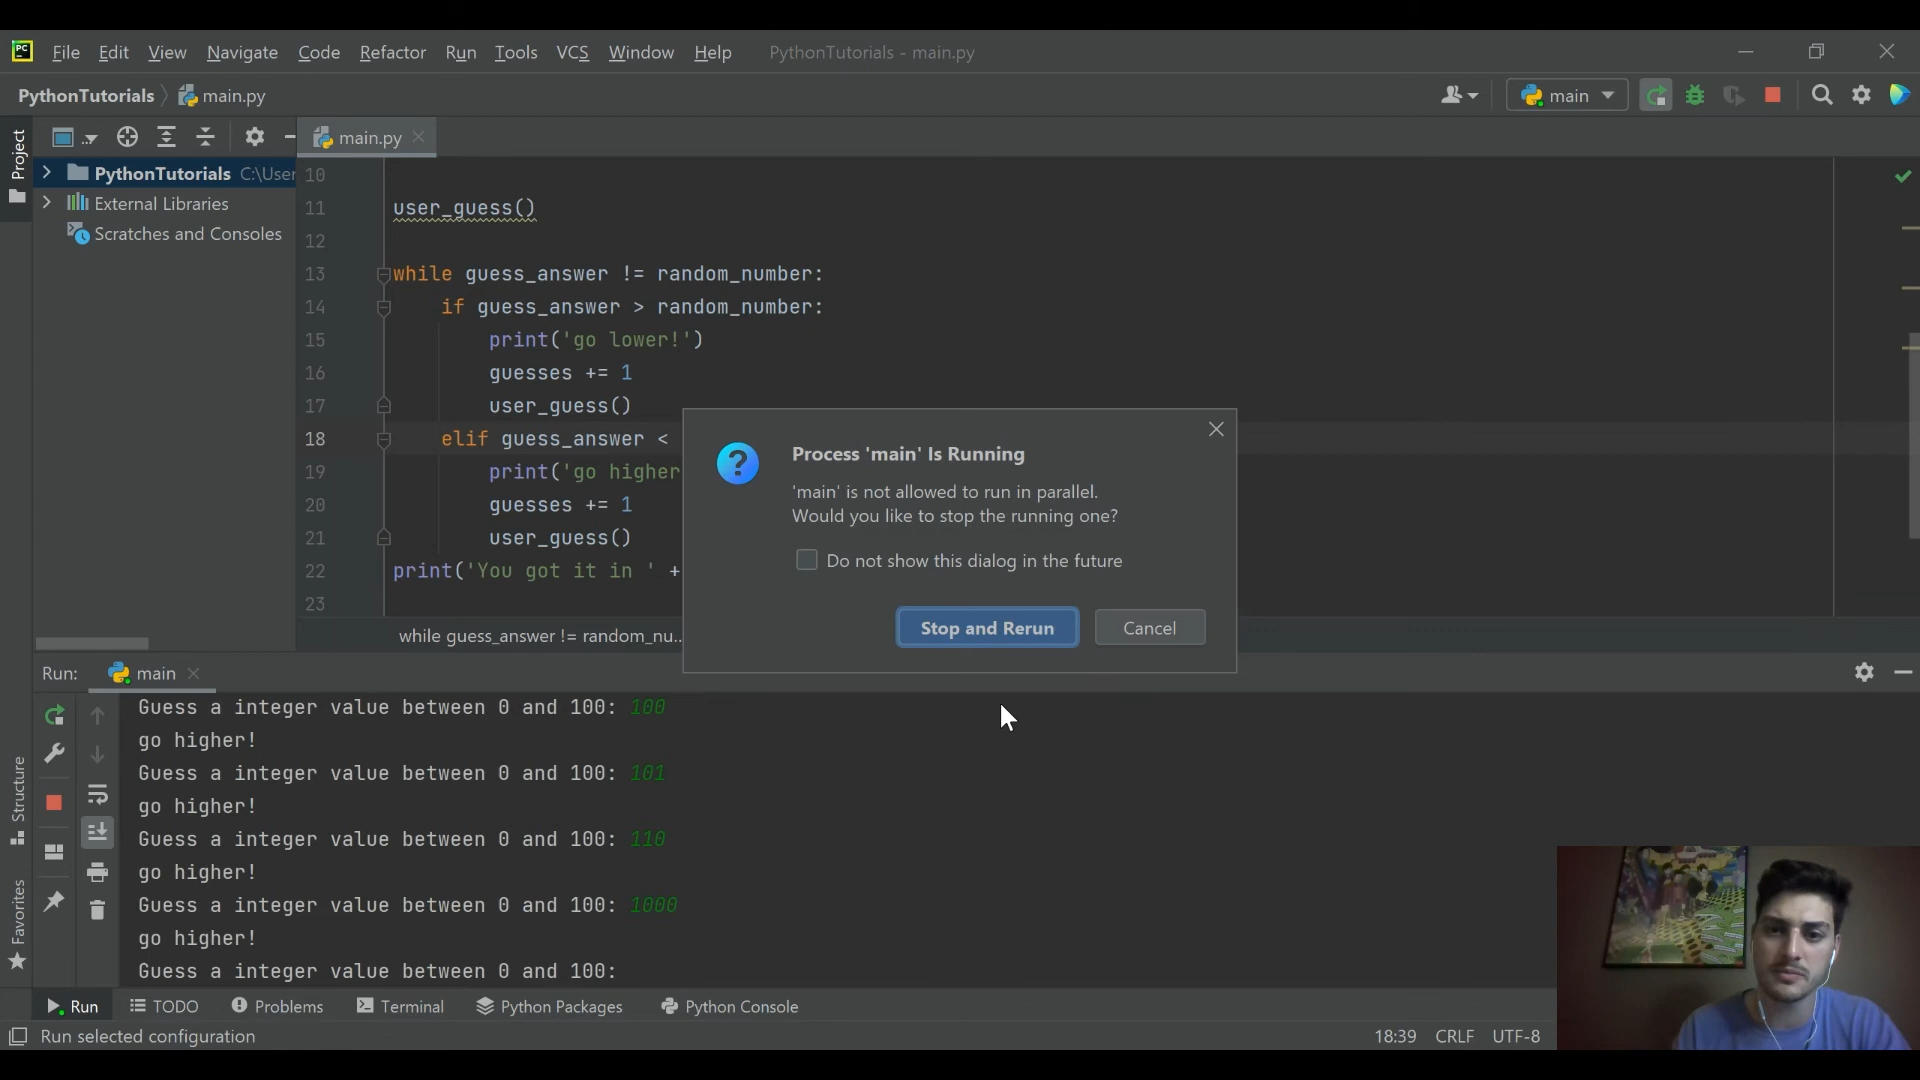 PC File Edit View Navigate Code Refactor Run Tools VCS Window Help PythonTutorials - main.py
PythonTutorials main.py main
Project
main.py
PythonTutorials C:\User
External Libraries
Scratches and Consoles
10
11 user_guess()
12
13 while guess_answer != random_number:
14 if guess_answer > random_number:
15 print('go lower!')
16 guesses += 1
17 user_guess()
18 elif guess_answer <
19 print('go higher
20 guesses += 1
21 user_guess()
22 print('You got it in ' +
23
while guess_answer != random_nu...
Process 'main' Is Running
'main' is not allowed to run in parallel.
Would you like to stop the running one?
Do not show this dialog in the future
Stop and Rerun Cancel
Run: main
Guess a integer value between 0 and 100: 100
go higher!
Guess a integer value between 0 and 100: 101
go higher!
Guess a integer value between 0 and 100: 110
go higher!
Guess a integer value between 0 and 100: 1000
go higher!
Guess a integer value between 0 and 100:
Structure
Favorites
Run TODO Problems Terminal Python Packages Python Console
Run selected configuration 18:39 CRLF UTF-8